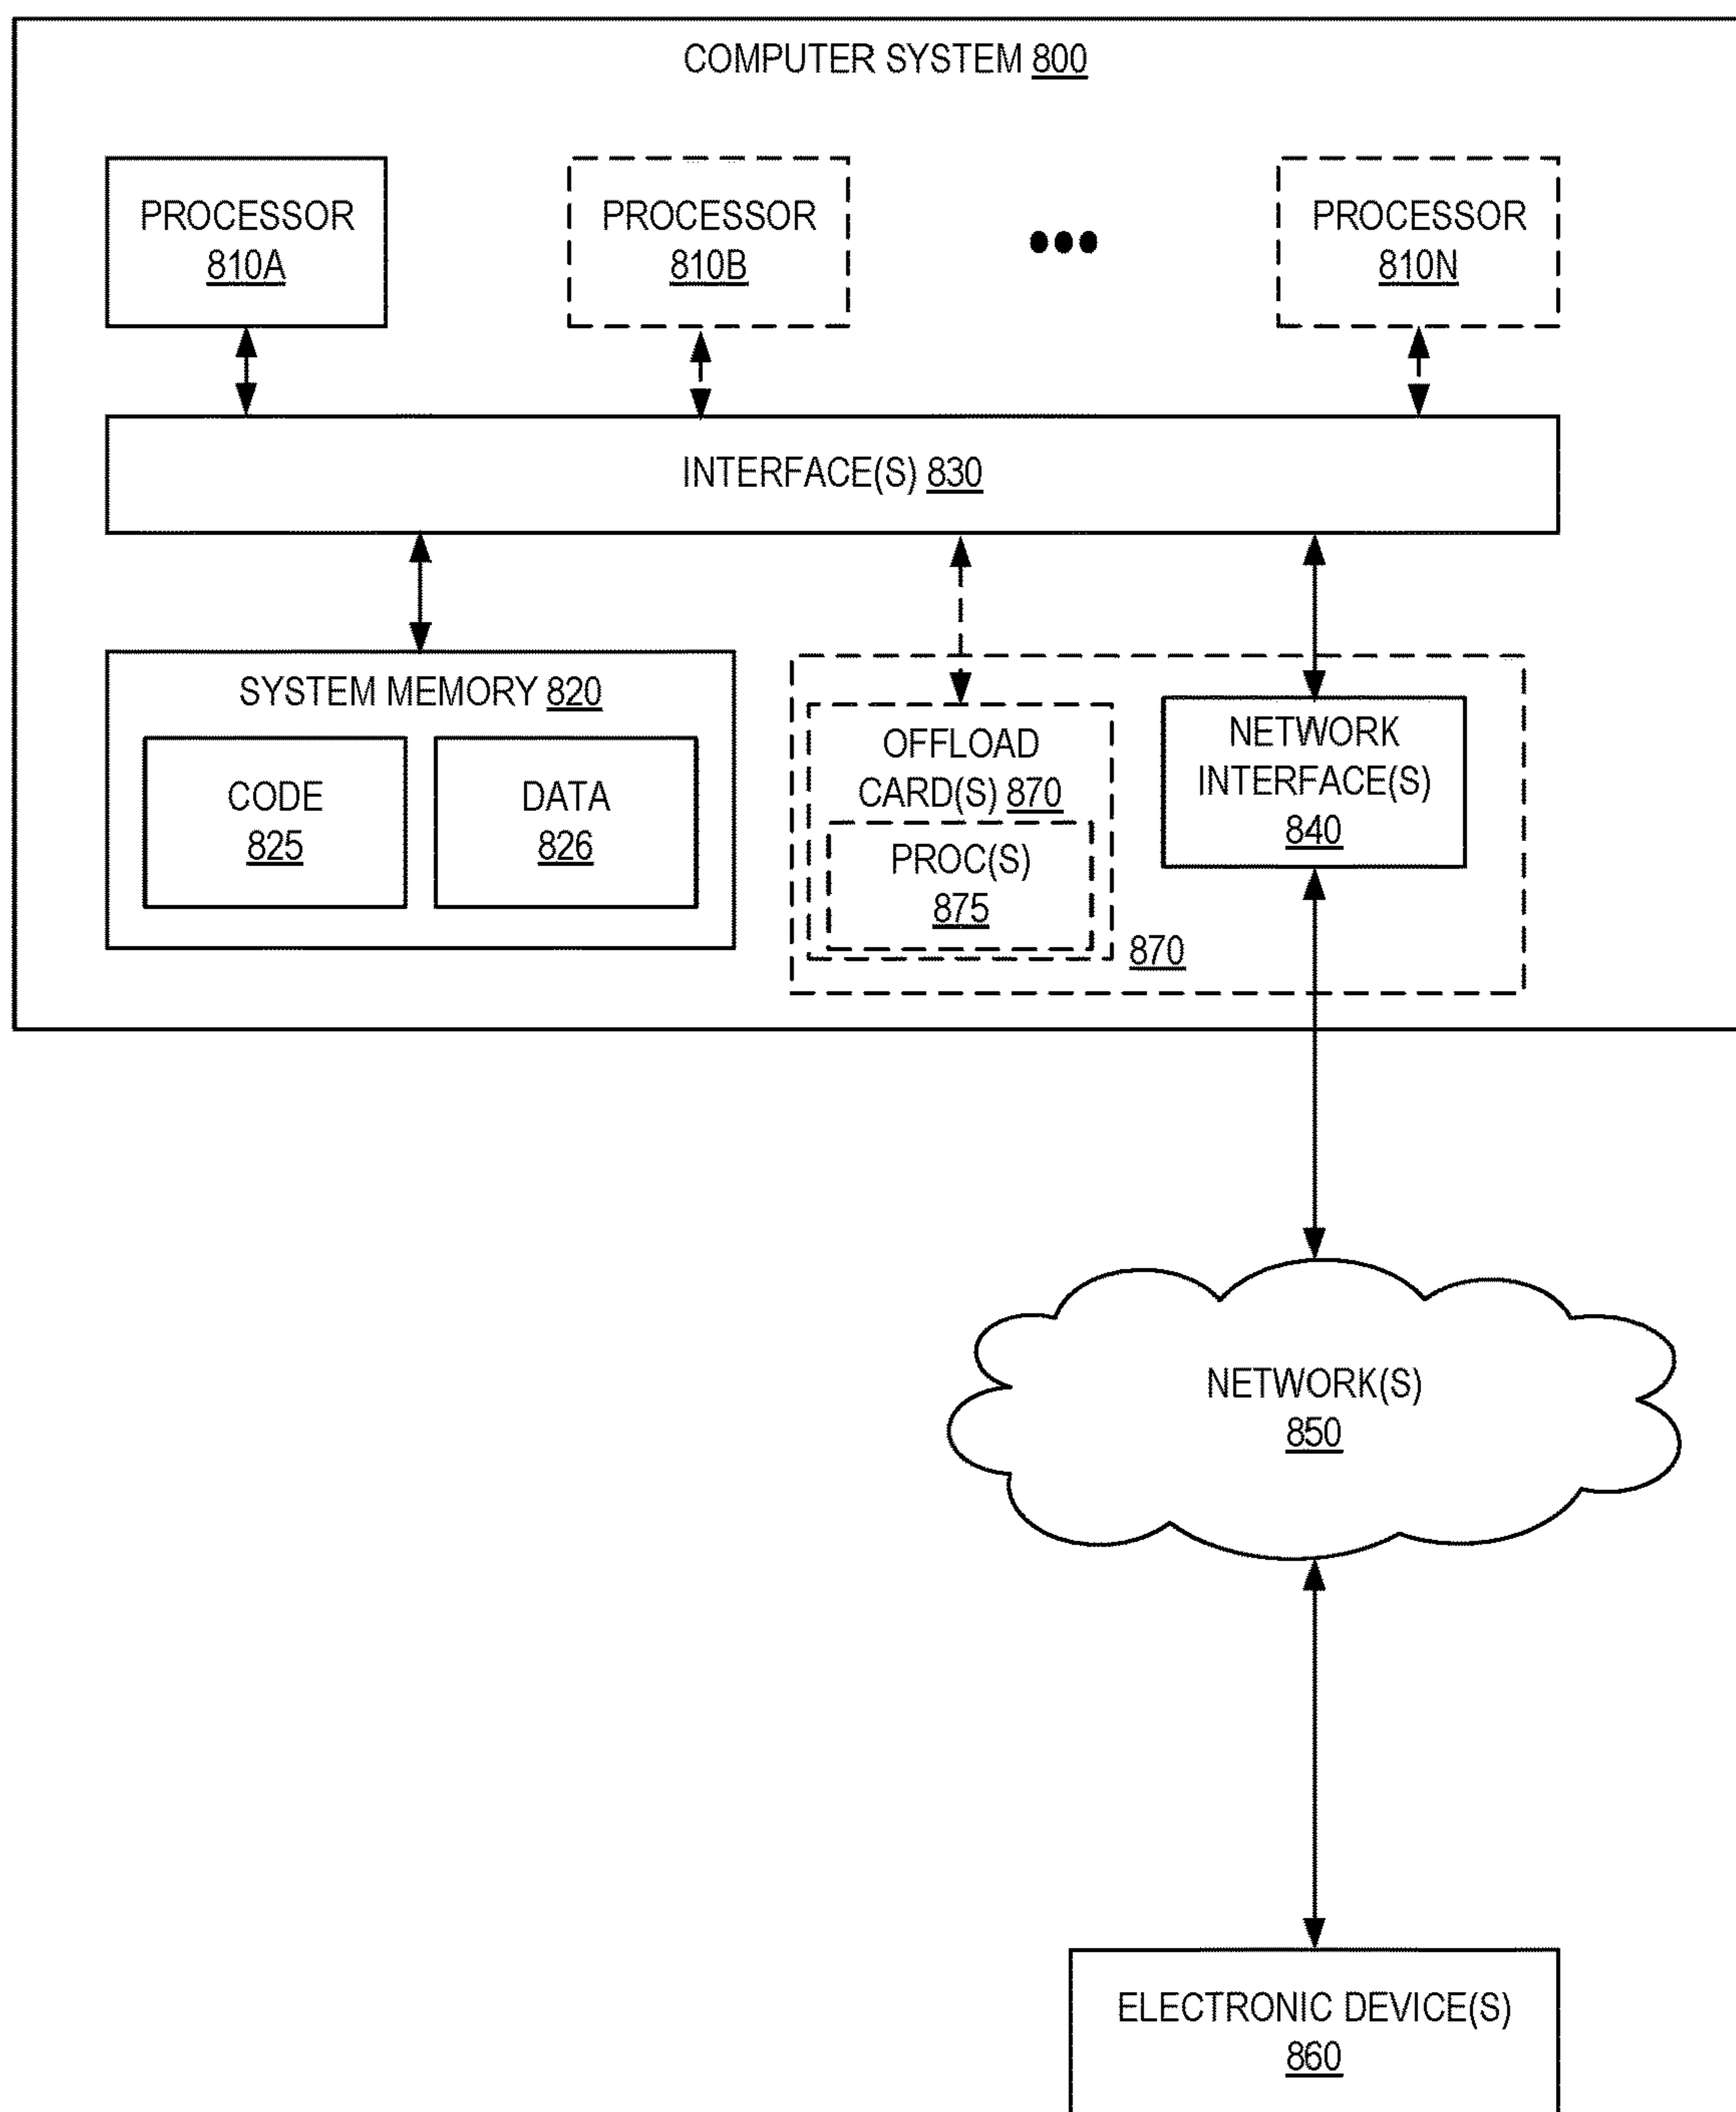 COMPUTER SYSTEM 800
PROCESSOR
810A
PROCESSOR
810B
PROCESSOR
810N
INTERFACE(S) 830
SYSTEM MEMORY 820
CODE
825
DATA
826
OFFLOAD
CARD(S) 870
PROC(S)
875
870
NETWORK
INTERFACE(S)
840
NETWORK(S)
850
ELECTRONIC DEVICE(S)
860